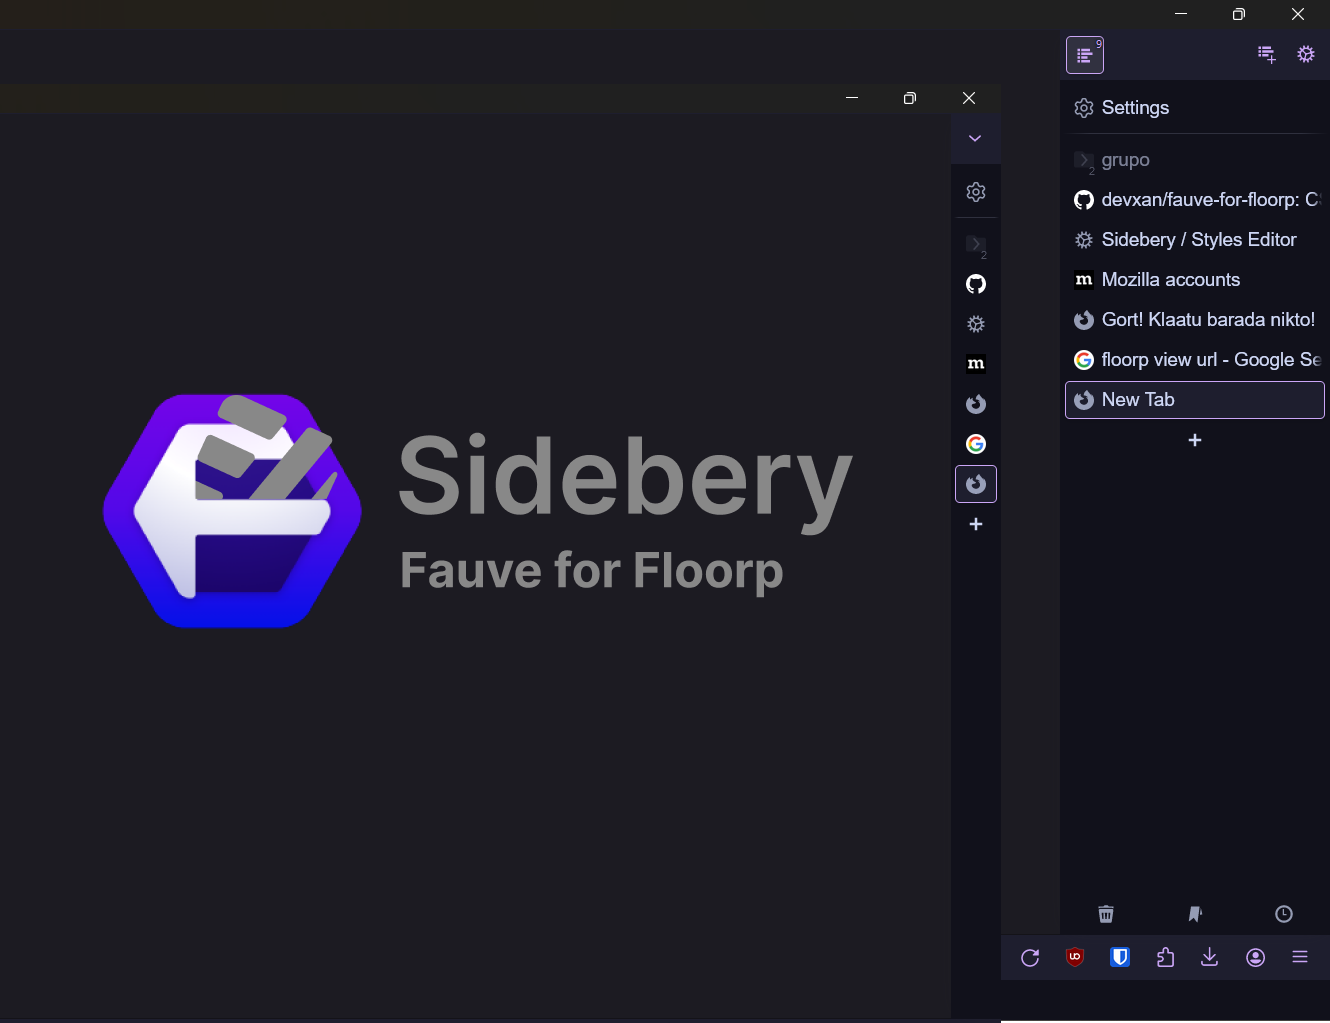 9
Settings
grupo
2
devxan/fauve-for-floorp: C
Sidebery / Styles Editor
2
m
Mozilla accounts
Gort! Klaatu barada nikto!
m
floorp view url - Google Se
New Tab
Sidebery
Fauve for Floorp
uo